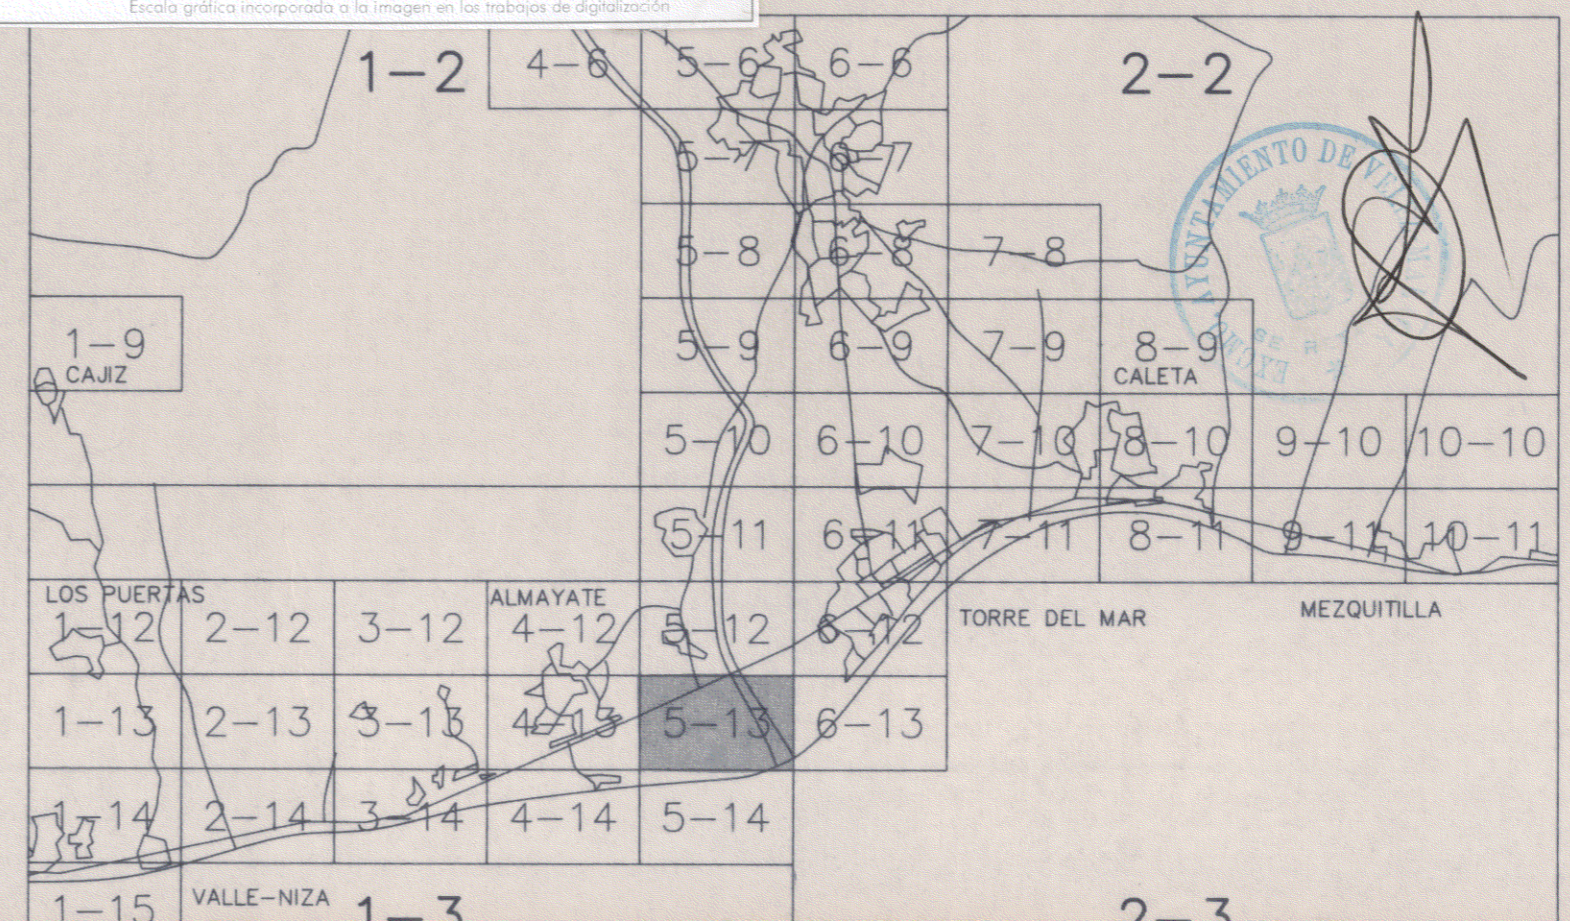 Escala gráfica incorporada a la imagen en los trabajos de digitalización
1-2 4-6 5-6 6-6 2-2
5-7 6-7
AYUNTAMIENTO DE
EXCMO
5-8 6-8 7-8
1-9 5-9 6-9 7-9 8-9
CAJIZ CALETA
5-10 6-10 7-10 8-10 9-10 10-10
5-11 6-11 7-11 8-11 9-11 10-11
LOS PUERTAS ALMAYATE TORRE DEL MAR MEZQUITILLA
1-12 2-12 3-12 4-12 5-12 6-12
1-13 2-13 3-13 4-13 5-13 6-13
1-14 2-14 3-14 4-14 5-14
1-15 VALLE-NIZA 1-3 2-3